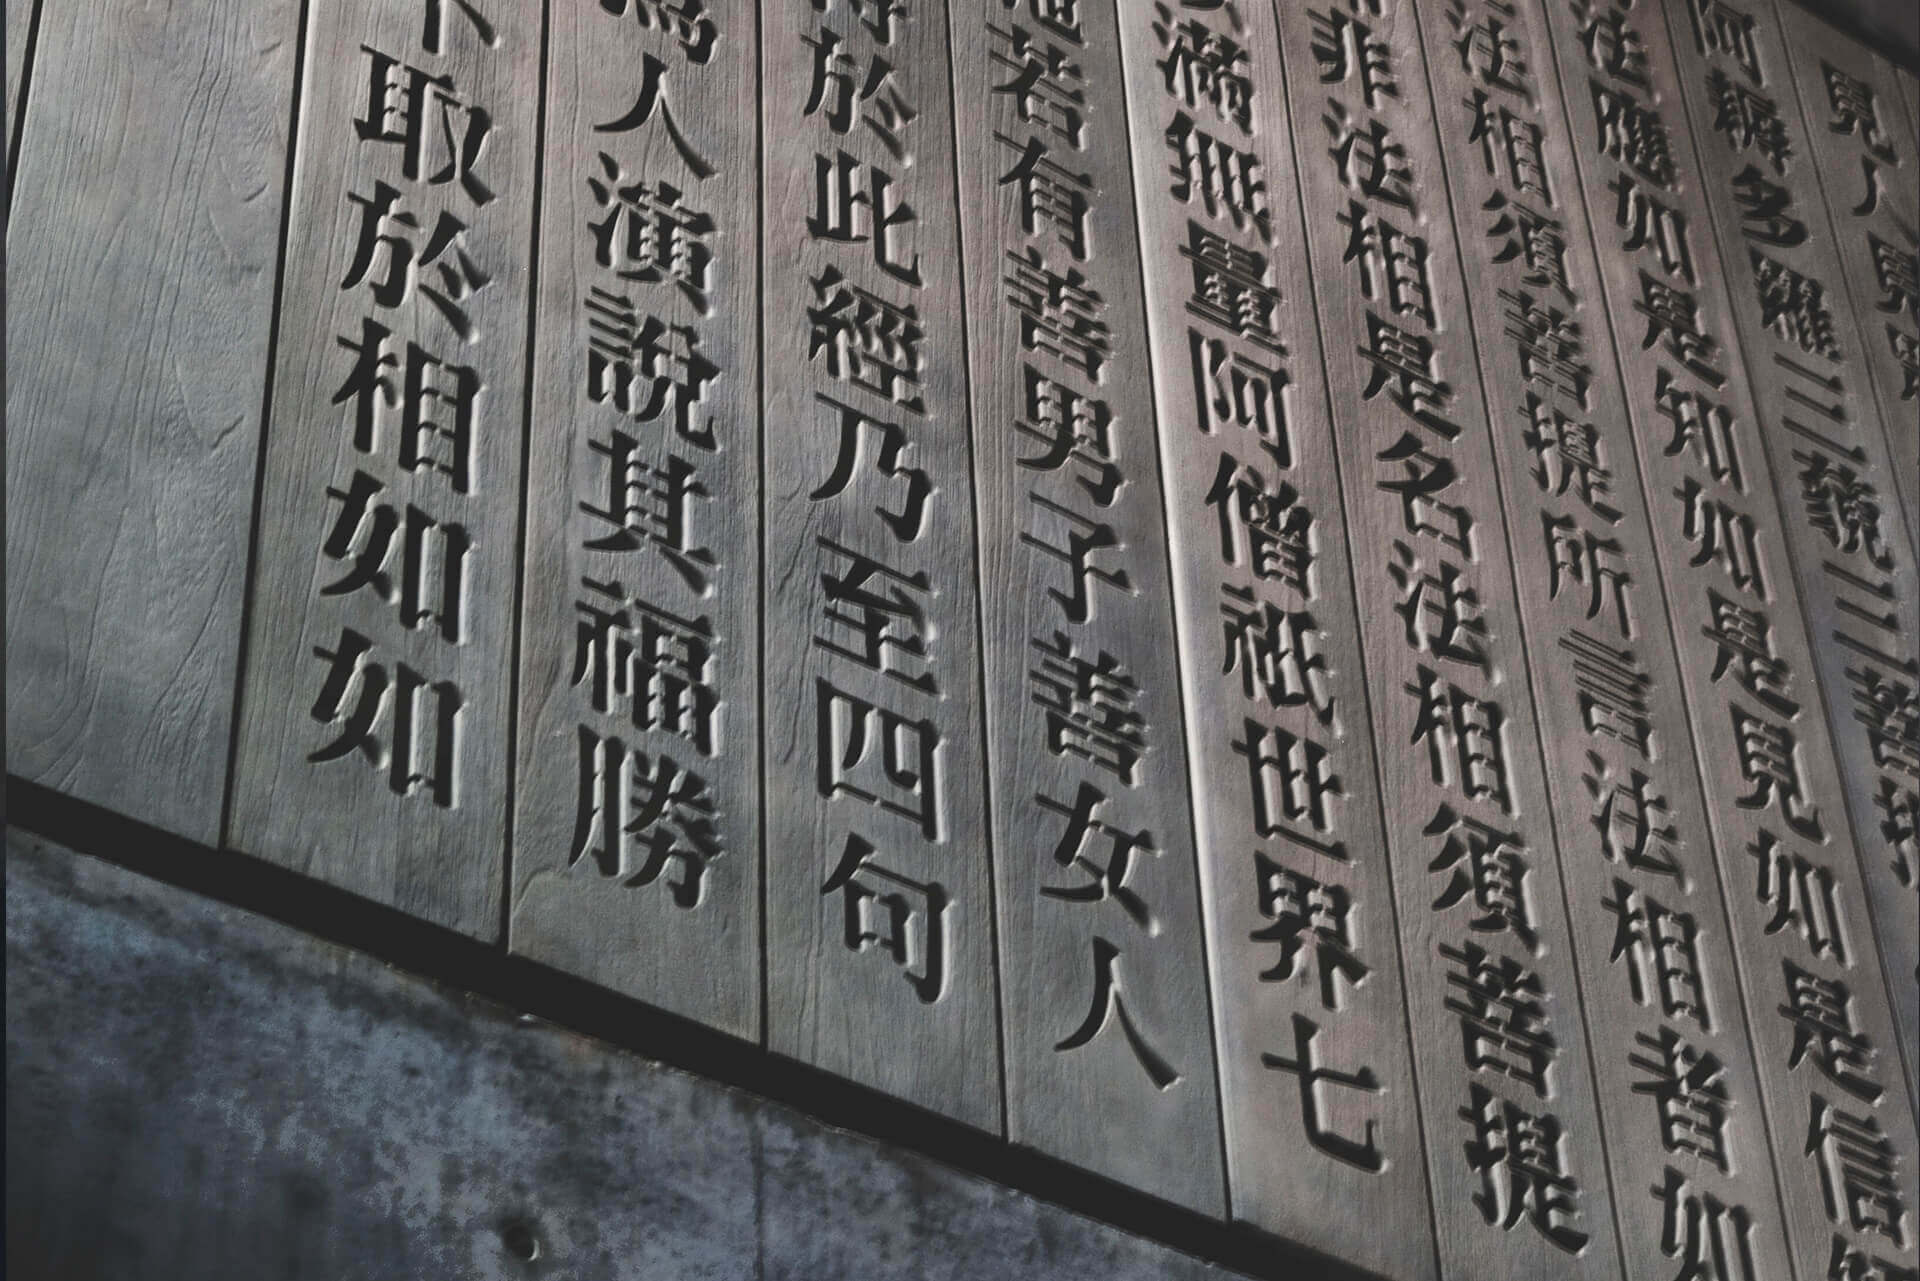 見人見
阿耨多羅三藐三菩提
法應如是知如是見如是信
法相須菩提所言法相者如
非法相是名法相須菩提
滿無量阿僧祇世界七
施若有善男子善女人
持於此經乃至四句
為人演說其福勝
不取於相如如